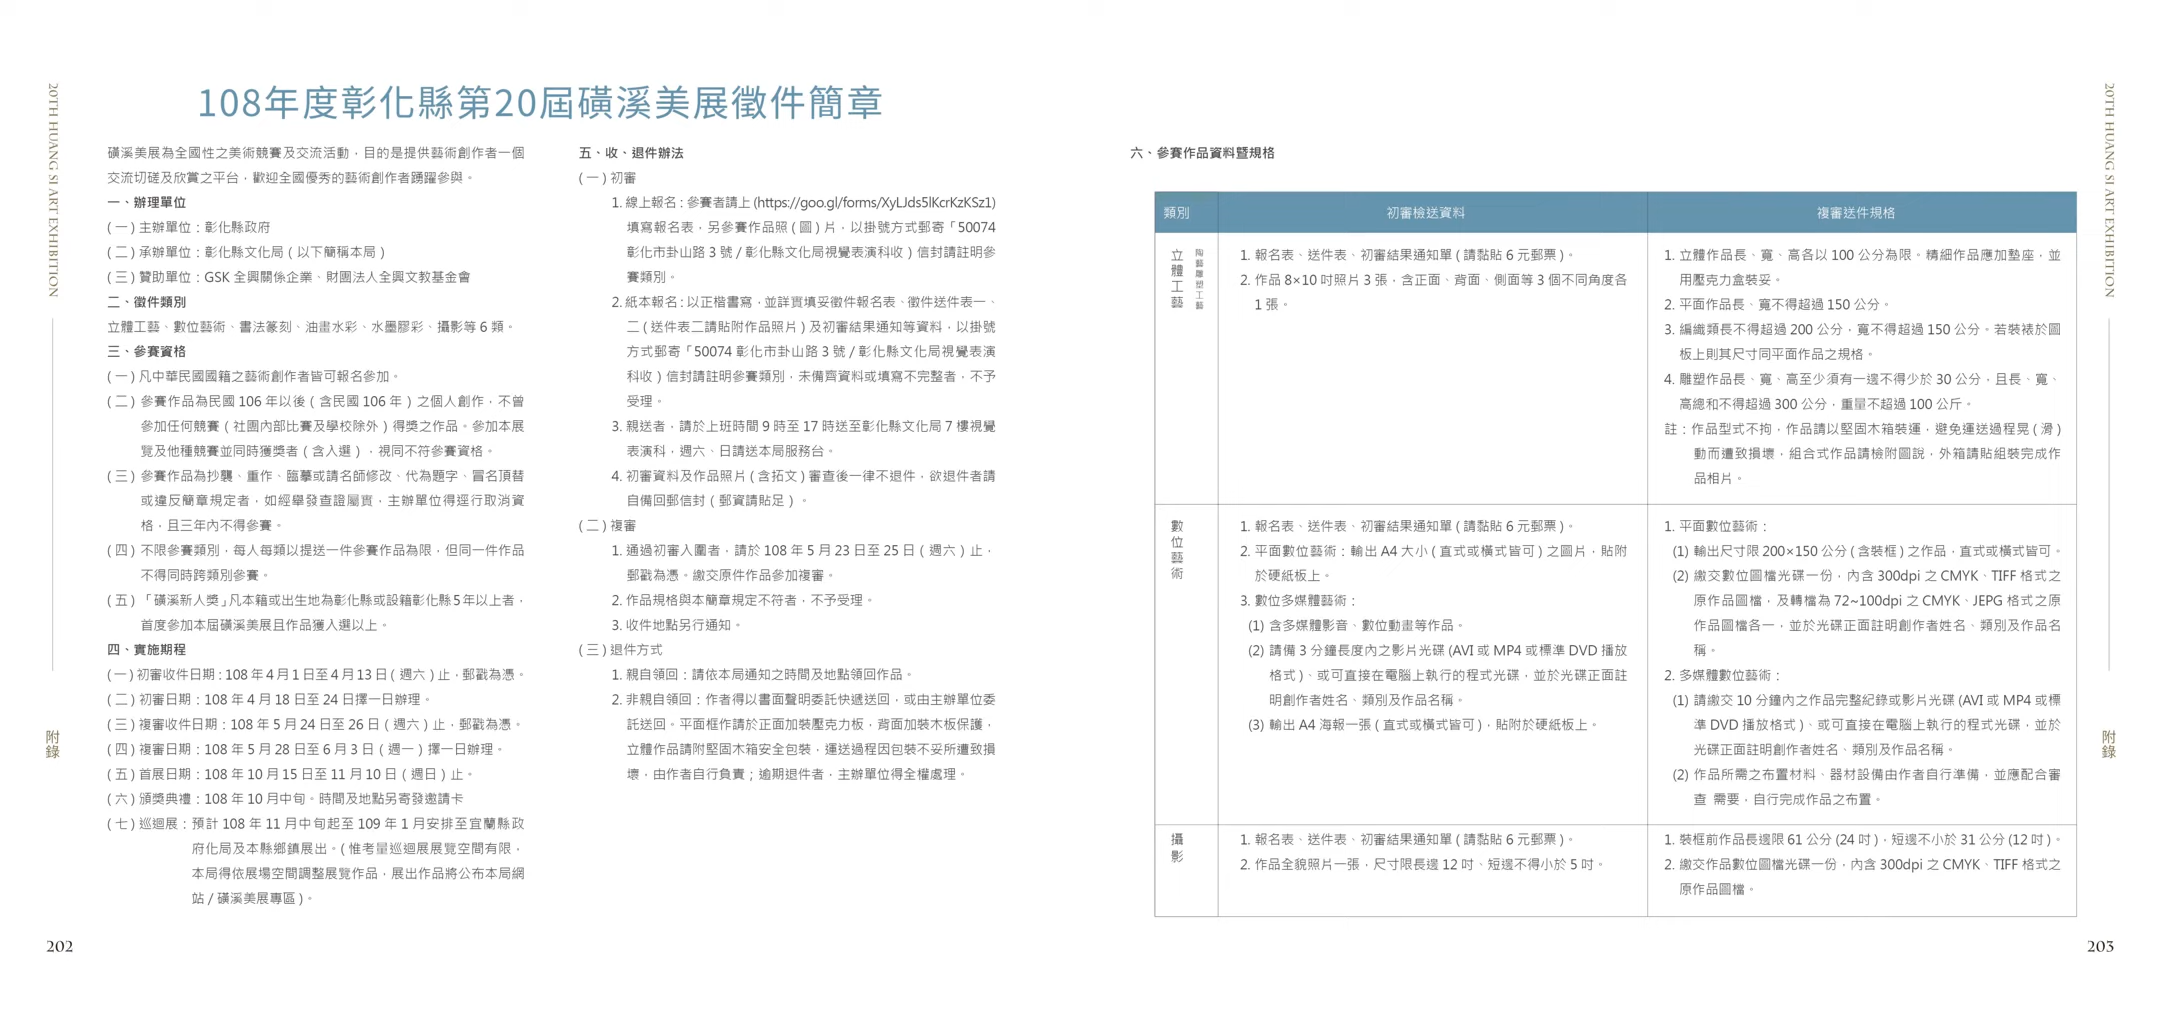 20TH HUANG SI ART EXHIBITION
附錄
202
108年度彰化縣第20屆磺溪美展徵件簡章
磺溪美展為全國性之美術競賽及交流活動，目的是提供藝術創作者一個
交流切磋及欣賞之平台，歡迎全國優秀的藝術創作者踴躍參與。
一、辦理單位
(一)主辦單位：彰化縣政府
(二)承辦單位：彰化縣文化局(以下簡稱本局)
(三)贊助單位：GSK 全興關係企業、財團法人全興文教基金會
二、徵件類別
立體工藝、數位藝術、書法篆刻、油畫水彩、水墨膠彩、攝影等 6 類。
三、參賽資格
(一)凡中華民國國籍之藝術創作者皆可報名參加。
(二)參賽作品為民國 106 年以後(含民國 106 年)之個人創作，不曾
參加任何競賽(社團內部比賽及學校除外)得獎之作品。參加本展
覽及他種競賽並同時獲獎者(含入選)，視同不符參賽資格。
(三)參賽作品為抄襲、重作、臨摹或請名師修改、代為題字、冒名頂替
或違反簡章規定者，如經舉發查證屬實，主辦單位得逕行取消資
格，且三年內不得參賽。
(四)不限參賽類別，每人每類以提送一件參賽作品為限，但同一件作品
不得同時跨類別參賽。
(五)「磺溪新人獎」凡本籍或出生地為彰化縣或設籍彰化縣5年以上者，
首度參加本屆磺溪美展且作品獲入選以上。
四、實施期程
(一)初審收件日期：108 年 4 月 1 日至 4 月 13 日(週六)止，郵戳為憑。
(二)初審日期：108 年 4 月 18 日至 24 日擇一日辦理。
(三)複審收件日期：108 年 5 月 24 日至 26 日(週六)止，郵戳為憑。
(四)複審日期：108 年 5 月 28 日至 6 月 3 日(週一)擇一日辦理。
(五)首展日期：108 年 10 月 15 日至 11 月 10 日(週日)止。
(六)頒獎典禮：108 年 10 月中旬。時間及地點另寄發邀請卡
(七)巡迴展：預計 108 年 11 月中旬起至 109 年 1 月安排至宜蘭縣政
府化局及本縣鄉鎮展出。(惟考量巡迴展展覽空間有限，
本局得依展場空間調整展覽作品，展出作品將公布本局網
站 / 磺溪美展專區)。
五、收、退件辦法
(一)初審
1. 線上報名：參賽者請上 (https://goo.gl/forms/XyLJds5lKcrKzKSz1)
填寫報名表，另參賽作品照(圖)片，以掛號方式郵寄「50074
彰化市卦山路 3 號 / 彰化縣文化局視覺表演科收)信封請註明參
賽類別。
2. 紙本報名：以正楷書寫，並詳實填妥徵件報名表、徵件送件表一、
二(送件表二請貼附作品照片)及初審結果通知等資料，以掛號
方式郵寄「50074 彰化市卦山路 3 號 / 彰化縣文化局視覺表演
科收)信封請註明參賽類別，未備齊資料或填寫不完整者，不予
受理。
3. 親送者，請於上班時間 9 時至 17 時送至彰化縣文化局 7 樓視覺
表演科，週六、日請送本局服務台。
4. 初審資料及作品照片(含拓文)審查後一律不退件，欲退件者請
自備回郵信封(郵資請貼足)。
(二)複審
1. 通過初審入圍者，請於 108 年 5 月 23 日至 25 日(週六)止，
郵戳為憑。繳交原件作品參加複審。
2. 作品規格與本簡章規定不符者，不予受理。
3. 收件地點另行通知。
(三)退件方式
1. 親自領回：請依本局通知之時間及地點領回作品。
2. 非親自領回：作者得以書面聲明委託快遞送回，或由主辦單位委
託送回。平面框作請於正面加裝壓克力板，背面加裝木板保護，
立體作品請附堅固木箱安全包裝，運送過程因包裝不妥所遭致損
壞，由作者自行負責；逾期退件者，主辦單位得全權處理。
六、參賽作品資料暨規格
類別
初審檢送資料
複審送件規格
立體工藝
陶藝雕塑工藝
1. 報名表、送件表、初審結果通知單(請黏貼 6 元郵票)。
2. 作品 8×10 吋照片 3 張，含正面、背面、側面等 3 個不同角度各
1 張。
1. 立體作品長、寬、高各以 100 公分為限。精細作品應加墊座，並
用壓克力盒裝妥。
2. 平面作品長、寬不得超過 150 公分。
3. 編織類長不得超過 200 公分，寬不得超過 150 公分。若裝裱於圖
板上則其尺寸同平面作品之規格。
4. 雕塑作品長、寬、高至少須有一邊不得少於 30 公分，且長、寬、
高總和不得超過 300 公分，重量不超過 100 公斤。
註：作品型式不拘，作品請以堅固木箱裝運，避免運送過程晃(滑)
動而遭致損壞，組合式作品請檢附圖說，外箱請貼組裝完成作
品相片。
數位藝術
1. 報名表、送件表、初審結果通知單(請黏貼 6 元郵票)。
2. 平面數位藝術：輸出 A4 大小(直式或橫式皆可)之圖片，貼附
於硬紙板上。
3. 數位多媒體藝術：
(1) 含多媒體影音、數位動畫等作品。
(2) 請備 3 分鐘長度內之影片光碟 (AVI 或 MP4 或標準 DVD 播放
格式)、或可直接在電腦上執行的程式光碟，並於光碟正面註
明創作者姓名、類別及作品名稱。
(3) 輸出 A4 海報一張(直式或橫式皆可)，貼附於硬紙板上。
1. 平面數位藝術：
(1) 輸出尺寸限 200×150 公分(含裝框)之作品，直式或橫式皆可。
(2) 繳交數位圖檔光碟一份，內含 300dpi 之 CMYK、TIFF 格式之
原作品圖檔，及轉檔為 72~100dpi 之 CMYK、JEPG 格式之原
作品圖檔各一，並於光碟正面註明創作者姓名、類別及作品名
稱。
2. 多媒體數位藝術：
(1) 請繳交 10 分鐘內之作品完整紀錄或影片光碟 (AVI 或 MP4 或標
準 DVD 播放格式)、或可直接在電腦上執行的程式光碟，並於
光碟正面註明創作者姓名、類別及作品名稱。
(2) 作品所需之布置材料、器材設備由作者自行準備，並應配合審
查 需要，自行完成作品之布置。
攝影
1. 報名表、送件表、初審結果通知單(請黏貼 6 元郵票)。
2. 作品全貌照片一張，尺寸限長邊 12 吋、短邊不得小於 5 吋。
1. 裝框前作品長邊限 61 公分 (24 吋)，短邊不小於 31 公分 (12 吋)。
2. 繳交作品數位圖檔光碟一份，內含 300dpi 之 CMYK、TIFF 格式之
原作品圖檔。
20TH HUANG SI ART EXHIBITION
附錄
203